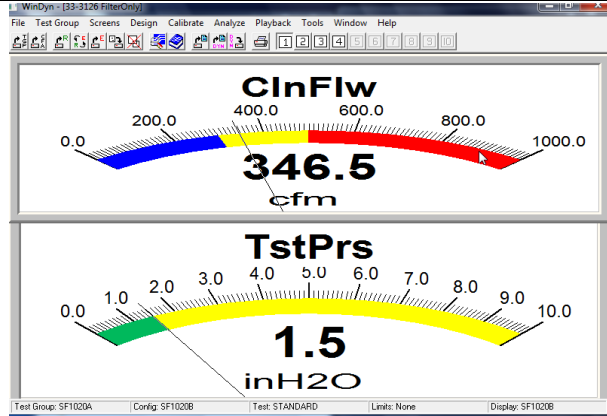 WinDyn - [33-3126 FilterOnly]
File Test Group Screens Design Calibrate Analyze Playback Tools Window Help
1 2 3 4 5 6 7 8 9 10
ClnFlw
0.0 200.0 400.0 600.0 800.0 1000.0
346.5
cfm
TstPrs
0.0 1.0 2.0 3.0 4.0 5.0 6.0 7.0 8.0 9.0 10.0
1.5
inH2O
Test Group: SF1020A Config: SF1020B Test: STANDARD Limits: None Display: SF1020B